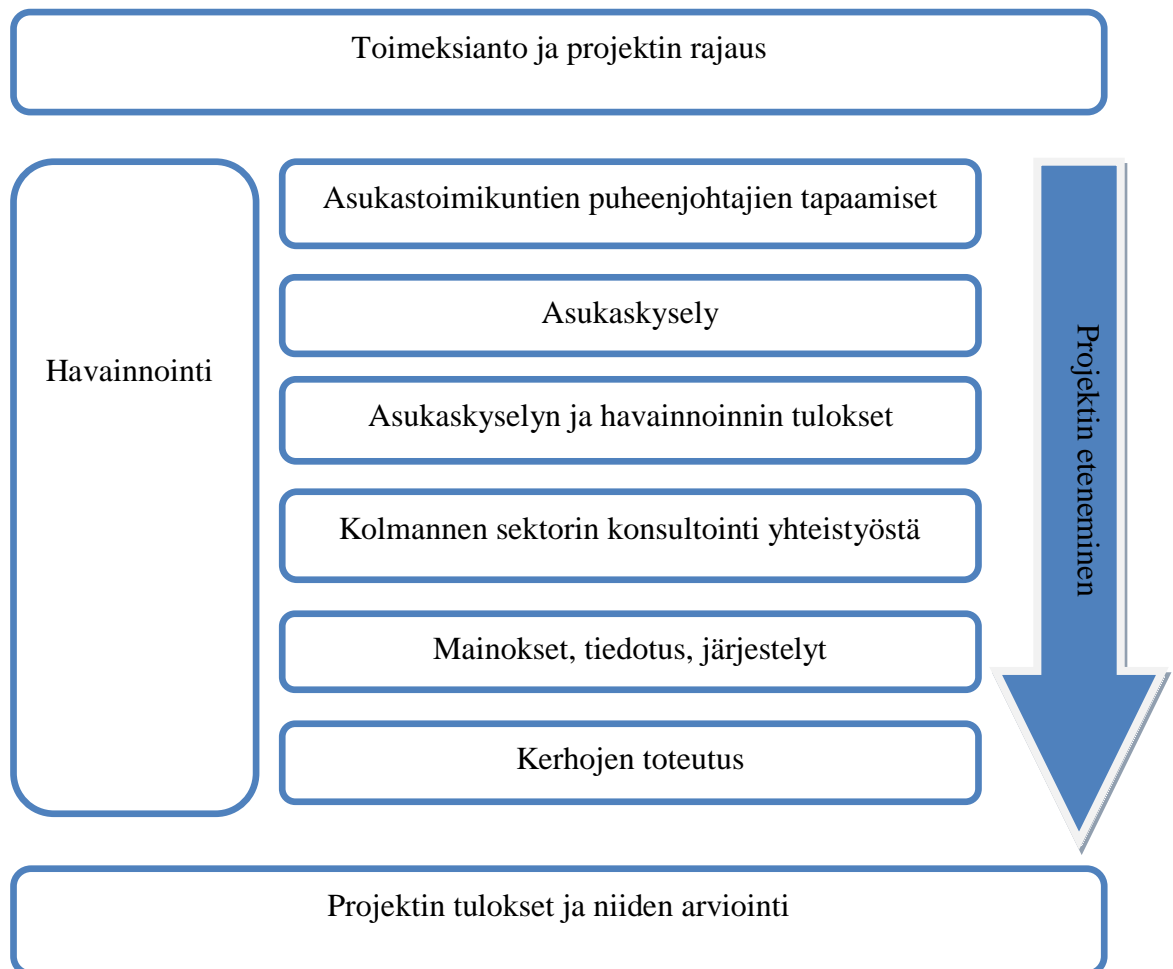 Toimeksianto ja projektin rajaus
Havainnointi
Asukastoimikuntien puheenjohtajien tapaamiset
Asukaskysely
Asukaskyselyn ja havainnoinnin tulokset
Kolmannen sektorin konsultointi yhteistyöstä
Mainokset, tiedotus, järjestelyt
Kerhojen toteutus
Projektin eteneminen
Projektin tulokset ja niiden arviointi